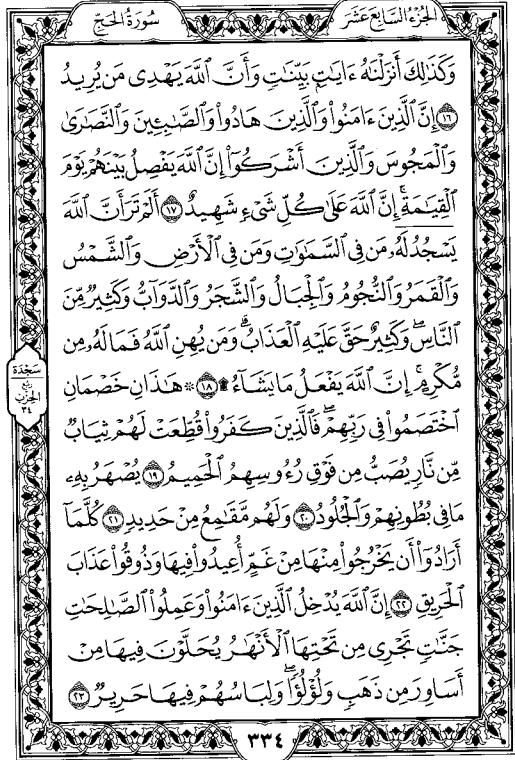 الجزء السابع عشر
سورة الحج
وَكَذَٰلِكَ أَنزَلْنَٰهُ ءَايَٰتٍۭ بَيِّنَٰتٍ وَأَنَّ ٱللَّهَ يَهْدِى مَن يُرِيدُ
١٦ إِنَّ ٱلَّذِينَ ءَامَنُوا۟ وَٱلَّذِينَ هَادُوا۟ وَٱلصَّٰبِـِٔينَ وَٱلنَّصَٰرَىٰ
وَٱلْمَجُوسَ وَٱلَّذِينَ أَشْرَكُوٓا۟ إِنَّ ٱللَّهَ يَفْصِلُ بَيْنَهُمْ يَوْمَ
ٱلْقِيَٰمَةِ ۚ إِنَّ ٱللَّهَ عَلَىٰ كُلِّ شَىْءٍ شَهِيدٌ ١٧ أَلَمْ تَرَ أَنَّ ٱللَّهَ
يَسْجُدُ لَهُۥ مَن فِى ٱلسَّمَٰوَٰتِ وَمَن فِى ٱلْأَرْضِ وَٱلشَّمْسُ
وَٱلْقَمَرُ وَٱلنُّجُومُ وَٱلْجِبَالُ وَٱلشَّجَرُ وَٱلدَّوَآبُّ وَكَثِيرٌ مِّنَ
ٱلنَّاسِ ۖ وَكَثِيرٌ حَقَّ عَلَيْهِ ٱلْعَذَابُ ۗ وَمَن يُهِنِ ٱللَّهُ فَمَا لَهُۥ مِن
مُّكْرِمٍ ۚ إِنَّ ٱللَّهَ يَفْعَلُ مَا يَشَآءُ ۩ ١٨ ۞ هَٰذَانِ خَصْمَانِ
ٱخْتَصَمُوا۟ فِى رَبِّهِمْ ۖ فَٱلَّذِينَ كَفَرُوا۟ قُطِّعَتْ لَهُمْ ثِيَابٌ
مِّن نَّارٍ يُصَبُّ مِن فَوْقِ رُءُوسِهِمُ ٱلْحَمِيمُ ١٩ يُصْهَرُ بِهِۦ
مَا فِى بُطُونِهِمْ وَٱلْجُلُودُ ٢٠ وَلَهُم مَّقَٰمِعُ مِنْ حَدِيدٍ ٢١ كُلَّمَآ
أَرَادُوٓا۟ أَن يَخْرُجُوا۟ مِنْهَا مِنْ غَمٍّ أُعِيدُوا۟ فِيهَا وَذُوقُوا۟ عَذَابَ
ٱلْحَرِيقِ ٢٢ إِنَّ ٱللَّهَ يُدْخِلُ ٱلَّذِينَ ءَامَنُوا۟ وَعَمِلُوا۟ ٱلصَّٰلِحَٰتِ
جَنَّٰتٍ تَجْرِى مِن تَحْتِهَا ٱلْأَنْهَٰرُ يُحَلَّوْنَ فِيهَا مِنْ
أَسَاوِرَ مِن ذَهَبٍ وَلُؤْلُؤًا ۖ وَلِبَاسُهُمْ فِيهَا حَرِيرٌ ٢٣
سجدة
ربع
الحزب
٣٤
٣٣٤